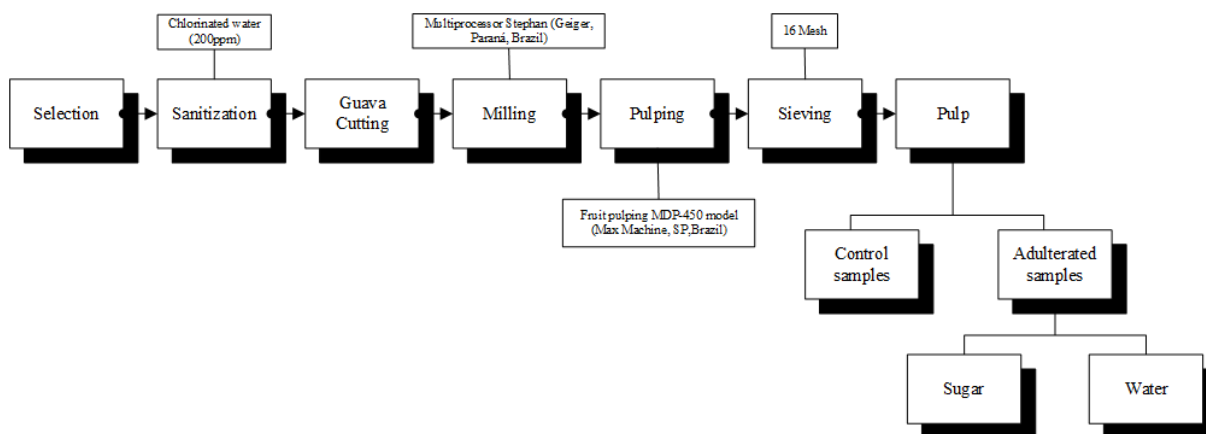 Chlorinated water
(200ppm)
Multiprocessor Stephan (Geiger,
Paraná, Brazil)
16 Mesh
Selection
Sanitization
Guava
Cutting
Milling
Pulping
Sieving
Pulp
Fruit pulping MDP-450 model
(Max Machine, SP,Brazil)
Control
samples
Adulterated
samples
Sugar
Water